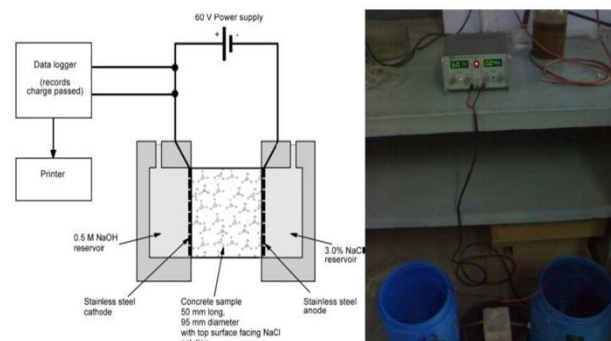 60 V Power supply
+ -
Data logger
(records
charge passed)
Printer
0.5 M NaOH
reservoir
3.0% NaCl
reservoir
Stainless steel
cathode
Concrete sample
50 mm long,
95 mm diameter
with top surface facing NaCl
Stainless steel
anode